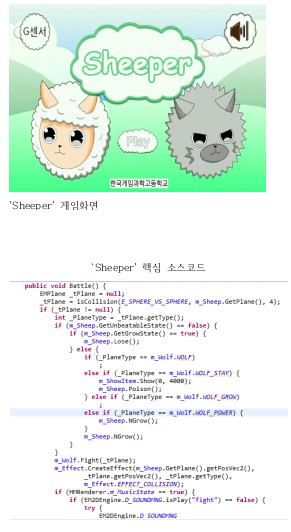 G센서
Sheeper
Play
한국게임과학고등학교
'Sheeper' 게임화면
'Sheeper' 핵심 소스코드
public void Battle() {
EMPlane _tPlane = null;
_tPlane = isCollision(E_SPHERE_VS_SPHERE, m_Sheep.GetPlane(), 4);
if (_tPlane != null) {
int _PlaneType = _tPlane.getType();
if (m_Sheep.GetUnbeatableState() == false) {
if (m_Sheep.GetGrowState() == true) {
m_Sheep.Lose();
} else {
if (_PlaneType == m_Wolf.WOLF)
;
else if (_PlaneType == m_Wolf.WOLF_STAY) {
m_ShowItem.Show(0, 4000);
m_Sheep.Poison();
} else if (_PlaneType == m_Wolf.WOLF_GROW)
;
else if (_PlaneType == m_Wolf.WOLF_POWER) {
m_Sheep.NGrow();
}
m_Sheep.NGrow();
}
}
m_Wolf.Fight(_tPlane);
m_Effect.CreateEffect(m_Sheep.GetPlane().getPosVec2(),
_tPlane.getPosVec2(), _tPlane.getType(),
m_Effect.EFFECT_COLLISION);
if (HMRenderer.m_MusicState == true) {
if (EM2DEngine.D_SOUNDMNG.isPlay("fight") == false) {
try {
EM2DEngine.D_SOUNDMNG